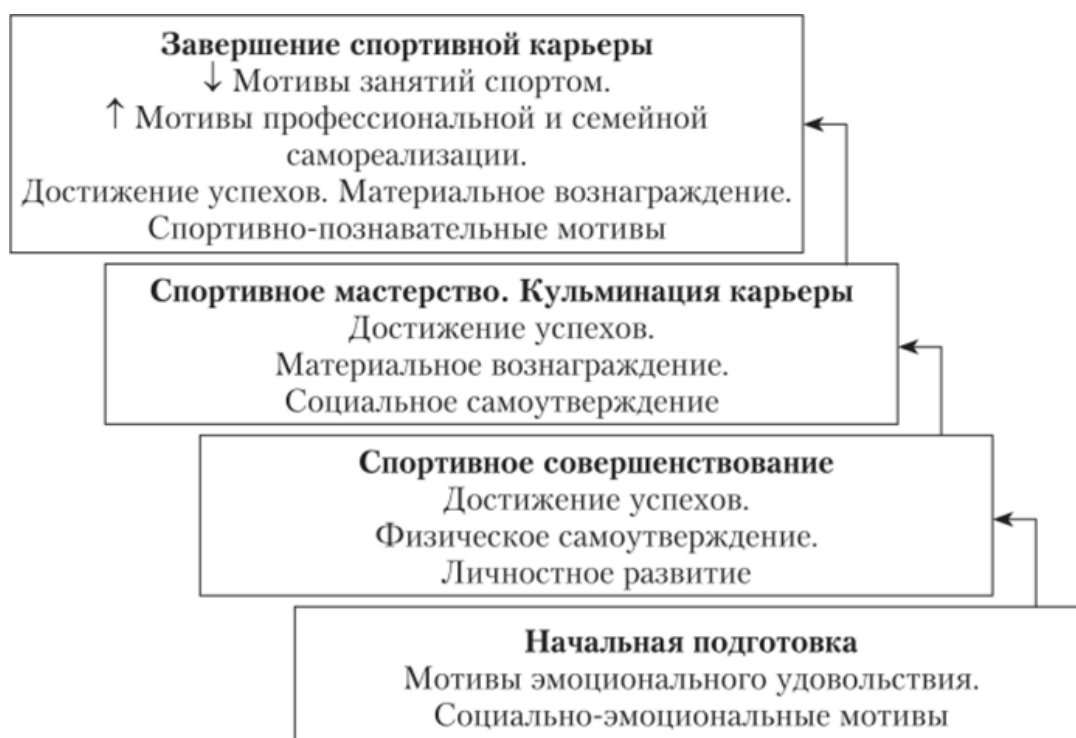 Завершение спортивной карьеры
↓ Мотивы занятий спортом.
↑ Мотивы профессиональной и семейной
самореализации.
Достижение успехов. Материальное вознаграждение.
Спортивно-познавательные мотивы
Спортивное мастерство. Кульминация карьеры
Достижение успехов.
Материальное вознаграждение.
Социальное самоутверждение
Спортивное совершенствование
Достижение успехов.
Физическое самоутверждение.
Личностное развитие
Начальная подготовка
Мотивы эмоционального удовольствия.
Социально-эмоциональные мотивы